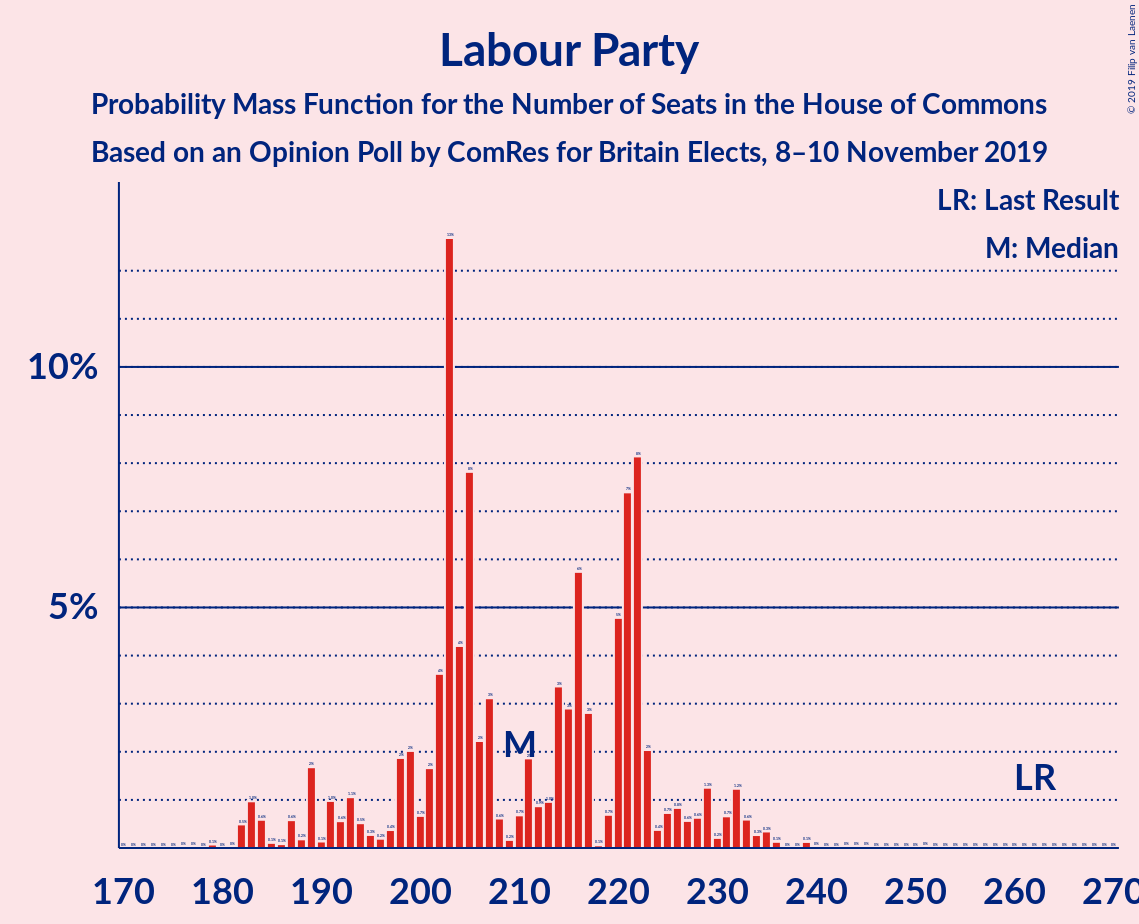 © 2019 Filip van Laenen
Labour Party
Probability Mass Function for the Number of Seats in the House of Commons
Based on an Opinion Poll by ComRes for Britain Elects, 8–10 November 2019
LR: Last Result
M: Median
10%
5%
M
LR
170 180 190 200 210 220 230 240 250 260 270